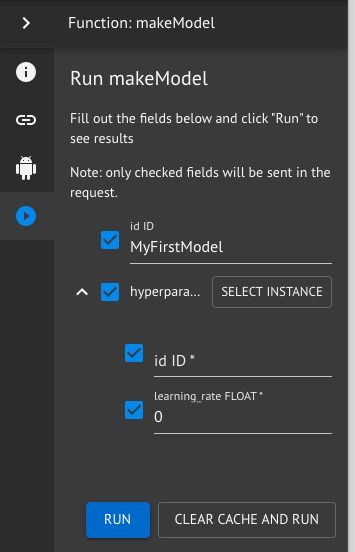 Function: makeModel
Run makeModel
Fill out the fields below and click "Run" to
see results
Note: only checked fields will be sent in the
request.
id ID
MyFirstModel
hyperpara...
SELECT INSTANCE
id ID *
learning_rate FLOAT *
0
RUN
CLEAR CACHE AND RUN